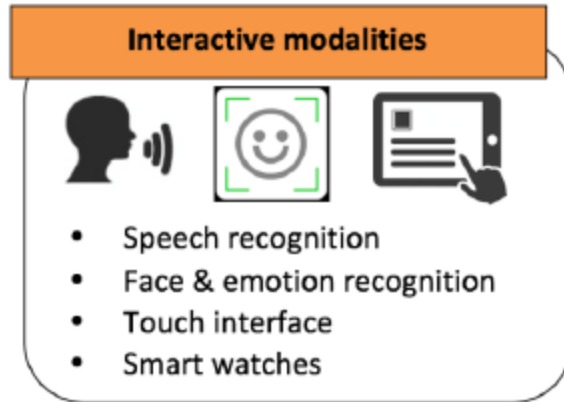 Interactive modalities
• Speech recognition
• Face & emotion recognition
• Touch interface
• Smart watches